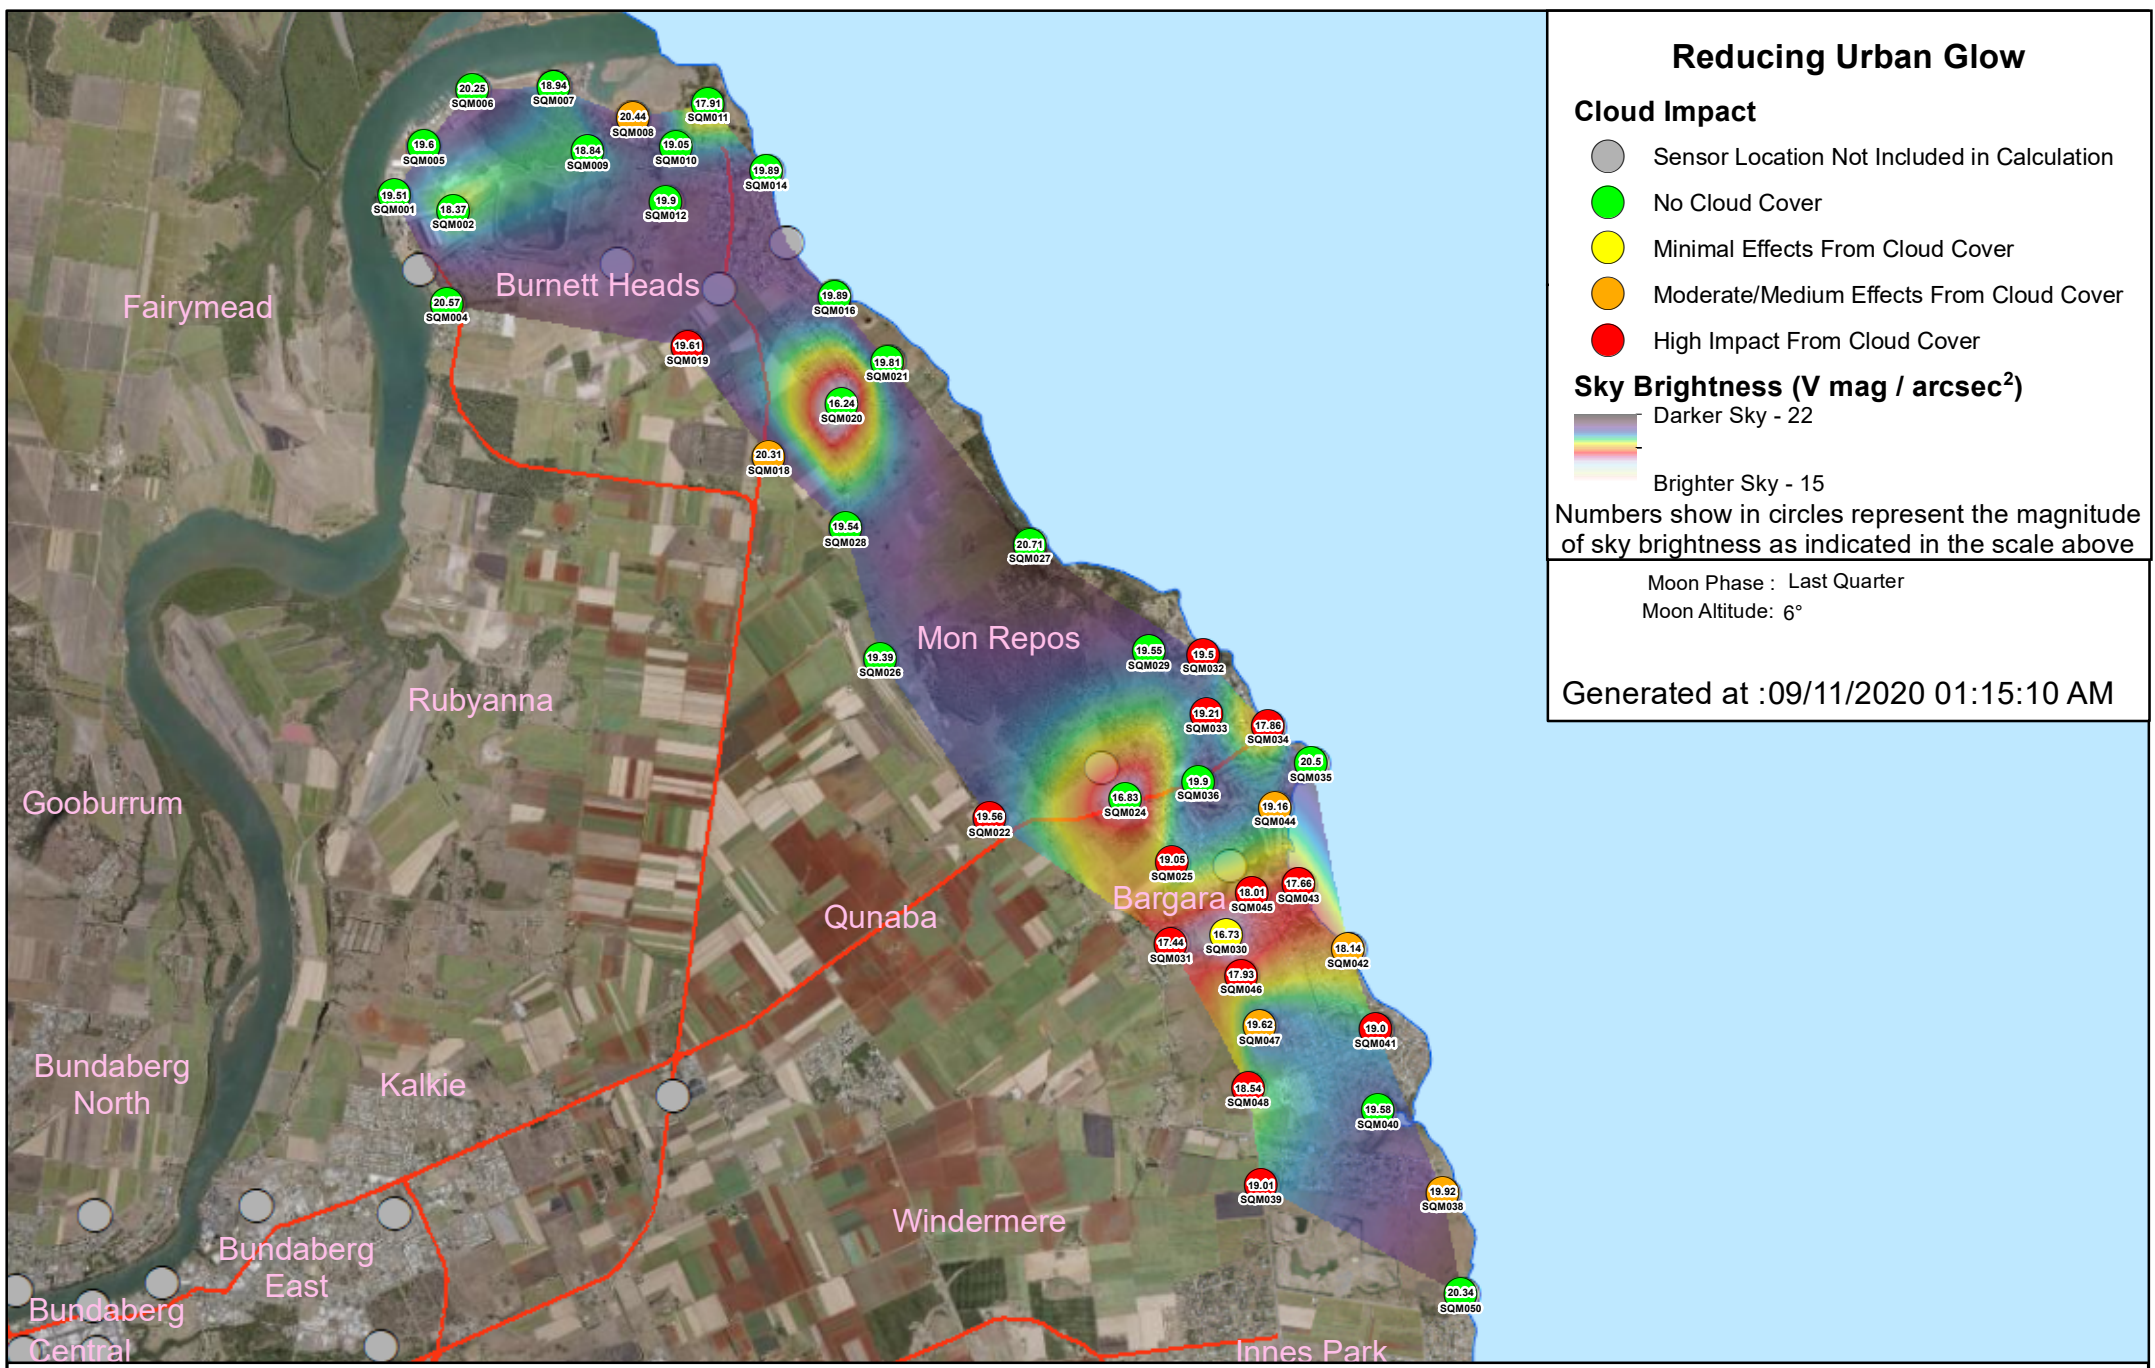 Reducing Urban Glow
Cloud Impact
Sensor Location Not Included in Calculation
No Cloud Cover
Minimal Effects From Cloud Cover
Moderate/Medium Effects From Cloud Cover
High Impact From Cloud Cover
Sky Brightness (V mag / arcsec²)
Darker Sky - 22
Brighter Sky - 15
Numbers show in circles represent the magnitude
of sky brightness as indicated in the scale above
Moon Phase : Last Quarter
Moon Altitude: 6°
Generated at :09/11/2020 01:15:10 AM
20.25
SQM006
18.94
SQM007
20.44
SQM008
17.91
SQM011
19.6
SQM005
18.84
SQM009
19.05
SQM010
19.89
SQM014
19.51
SQM001
18.37
SQM002
19.9
SQM012
Burnett Heads
Fairymead
20.57
SQM004
19.89
SQM016
19.61
SQM019
19.81
SQM021
16.24
SQM020
20.31
SQM018
19.54
SQM028
20.71
SQM027
Mon Repos
19.39
SQM026
19.55
SQM029
19.5
SQM032
Rubyanna
19.21
SQM033
17.86
SQM034
20.5
SQM035
Gooburrum
16.83
SQM024
19.9
SQM036
19.16
SQM044
19.56
SQM022
19.05
SQM025
Bargara
18.01
SQM045
17.66
SQM043
Qunaba
17.44
SQM031
16.73
SQM030
18.14
SQM042
17.93
SQM046
19.62
SQM047
19.0
SQM041
Bundaberg
North
Kalkie
18.54
SQM048
19.58
SQM040
19.01
SQM039
19.92
SQM038
Windermere
Bundaberg
East
20.34
SQM050
Bundaberg
Central
Innes Park